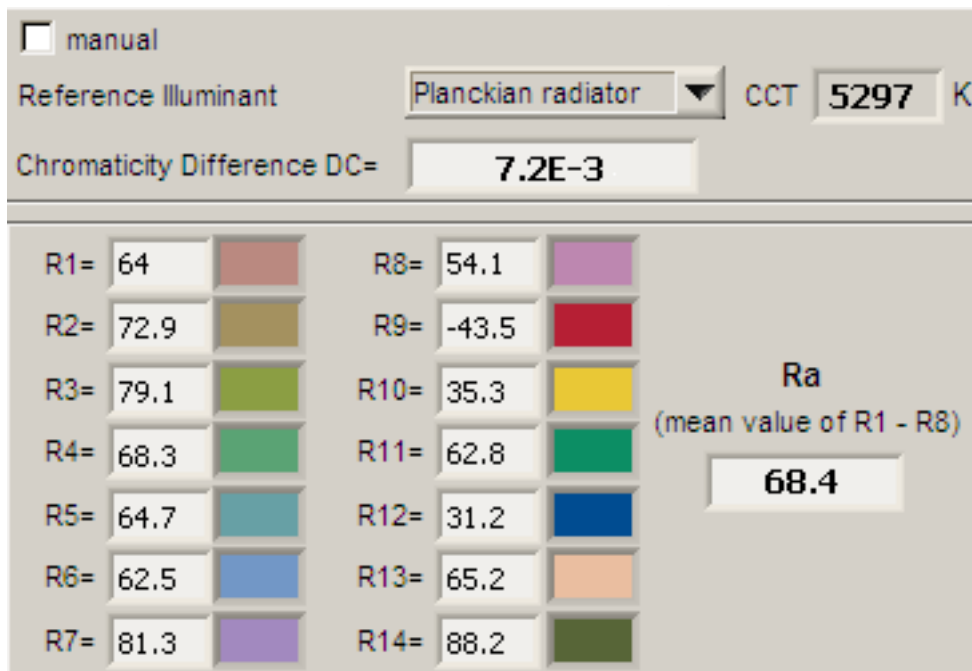 manual
Reference Illuminant Planckian radiator CCT 5297 K
Chromaticity Difference DC= 7.2E-3
R1= 64 R8= 54.1
R2= 72.9 R9= -43.5
R3= 79.1 R10= 35.3
R4= 68.3 R11= 62.8
R5= 64.7 R12= 31.2
R6= 62.5 R13= 65.2
R7= 81.3 R14= 88.2
Ra
(mean value of R1 - R8)
68.4